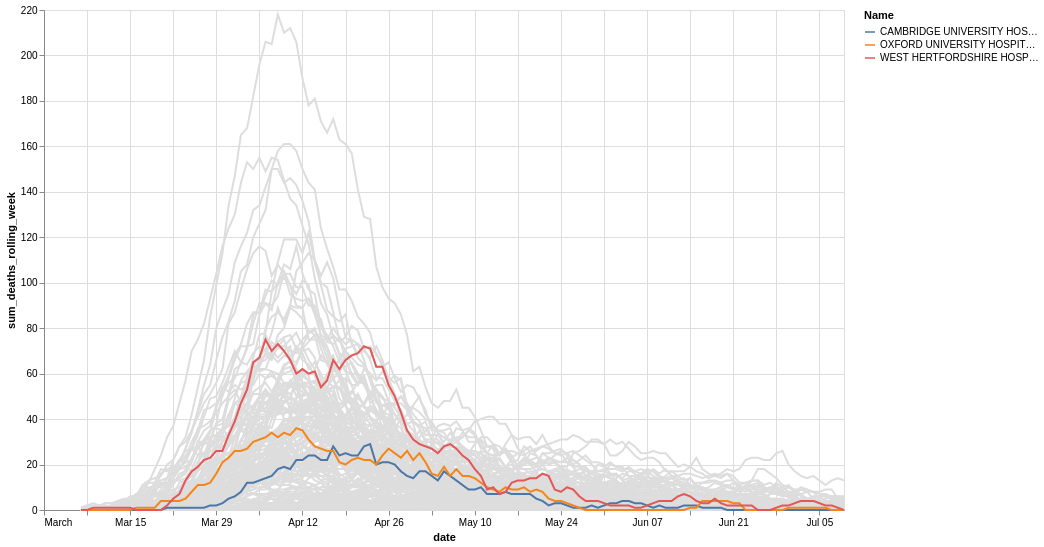 220
200
180
160
140
120
100
80
60
40
20
0
sum_deaths_rolling_week
March
Mar 15
Mar 29
Apr 12
Apr 26
May 10
May 24
Jun 07
Jun 21
Jul 05
date
Name
CAMBRIDGE UNIVERSITY HOS…
OXFORD UNIVERSITY HOSPIT…
WEST HERTFORDSHIRE HOSP…